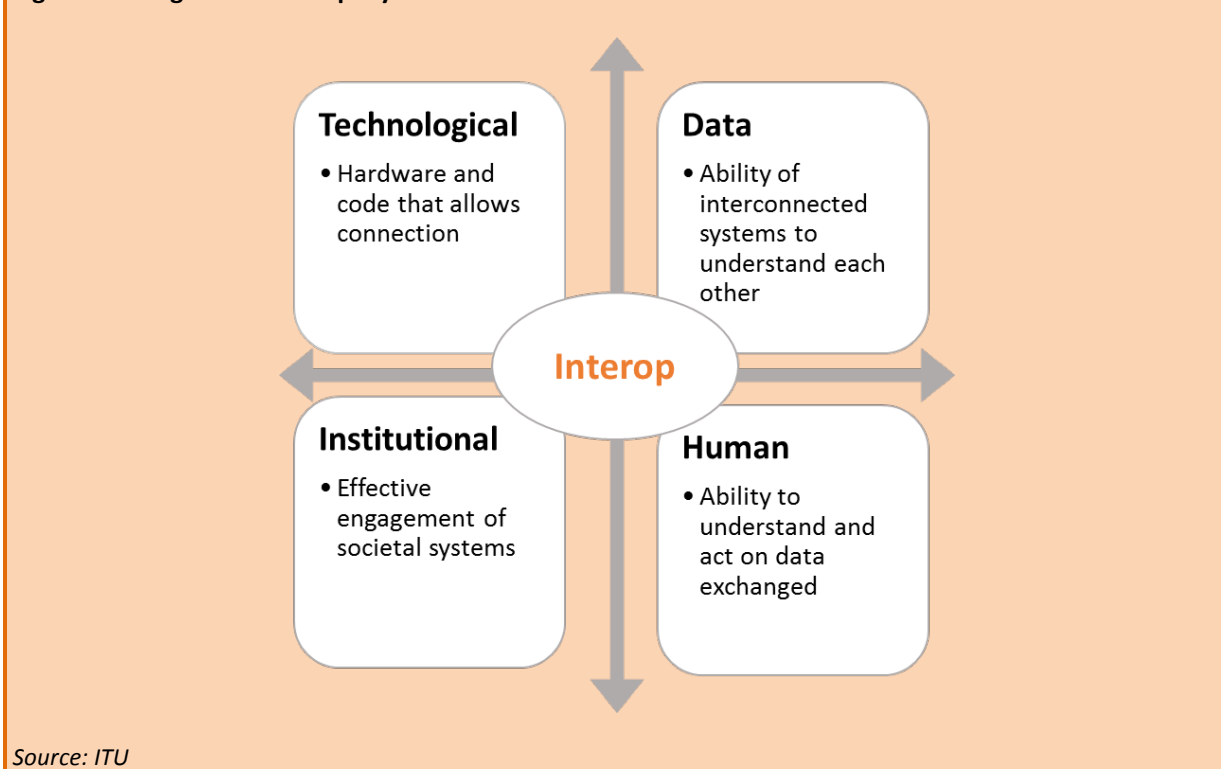 Technological
• Hardware and
code that allows
connection
Data
• Ability of
interconnected
systems to
understand each
other
Interop
Institutional
• Effective
engagement of
societal systems
Human
• Ability to
understand and
act on data
exchanged
Source: ITU